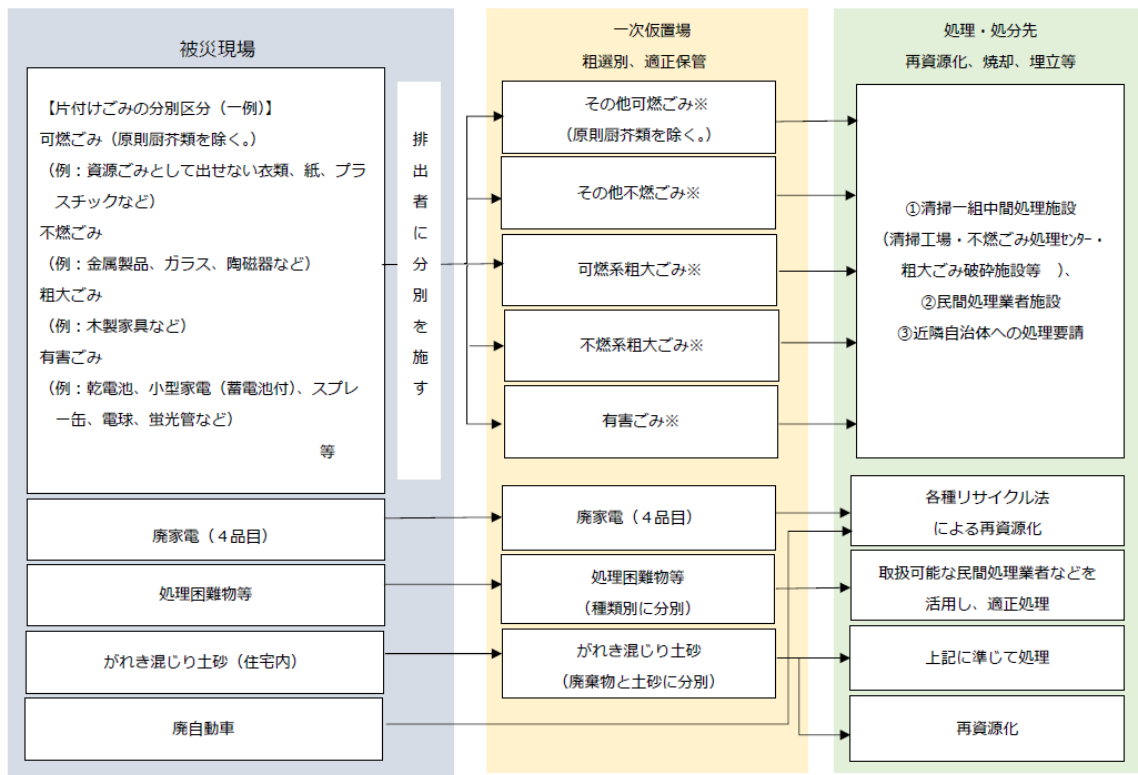 被災現場
【片付けごみの分別区分（一例）】
可燃ごみ（原則厨芥類を除く。）
（例：資源ごみとして出せない衣類、紙、プラ
スチックなど）
不燃ごみ
（例：金属製品、ガラス、陶磁器など）
粗大ごみ
（例：木製家具など）
有害ごみ
（例：乾電池、小型家電（蓄電池付）、スプレ
ー缶、電球、蛍光管など）
等
廃家電（４品目）
処理困難物等
がれき混じり土砂（住宅内）
廃自動車
排出者に分別を施す
一次仮置場
粗選別、適正保管
その他可燃ごみ※
（原則厨芥類を除く。）
その他不燃ごみ※
可燃系粗大ごみ※
不燃系粗大ごみ※
有害ごみ※
廃家電（４品目）
処理困難物等
（種類別に分別）
がれき混じり土砂
（廃棄物と土砂に分別）
処理・処分先
再資源化、焼却、埋立等
①清掃一組中間処理施設
（清掃工場・不燃ごみ処理ｾﾝﾀｰ・
粗大ごみ破砕施設等　）、
②民間処理業者施設
③近隣自治体への処理要請
各種リサイクル法
による再資源化
取扱可能な民間処理業者などを
活用し、適正処理
上記に準じて処理
再資源化